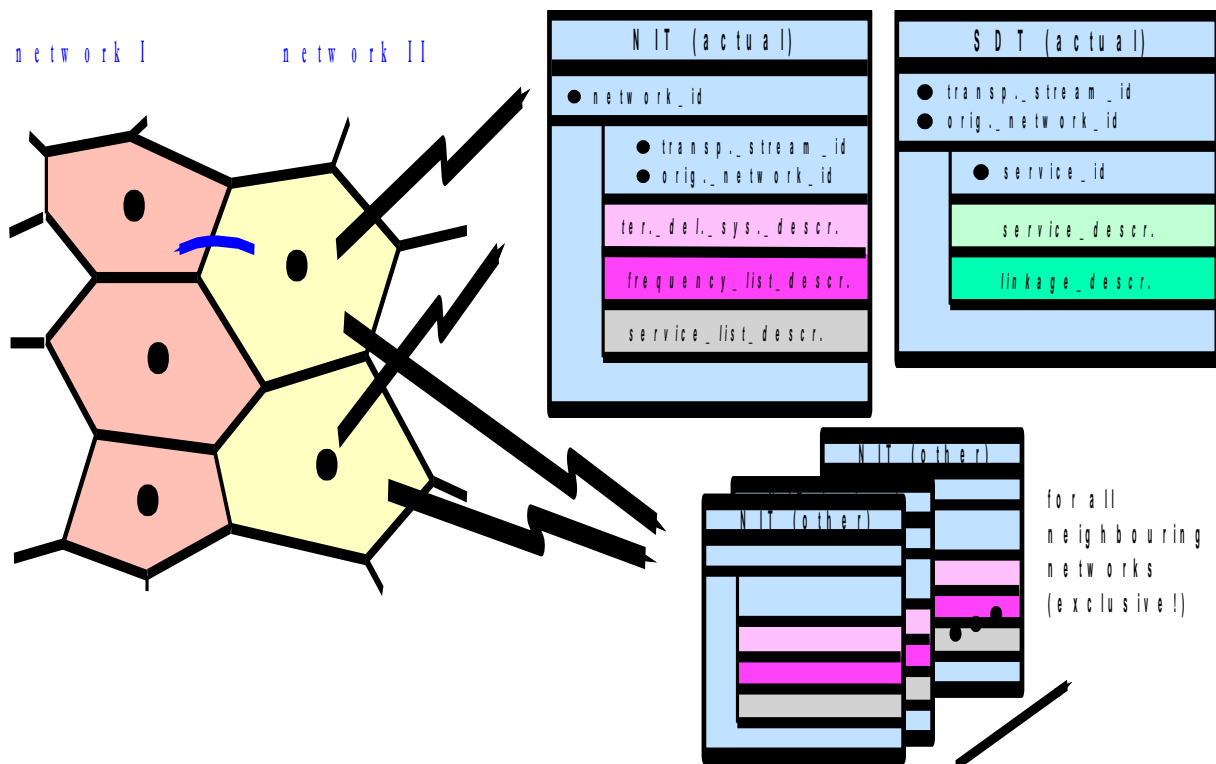 network I
network II
NIT (actual)
network_id
transp._stream_id
orig._network_id
ter._del._sys._descr.
frequency_list_descr.
service_list_descr.
SDT (actual)
transp._stream_id
orig._network_id
service_id
service_descr.
linkage_descr.
NIT (other)
NIT (other)
for all
neighbouring
networks
(exclusive!)